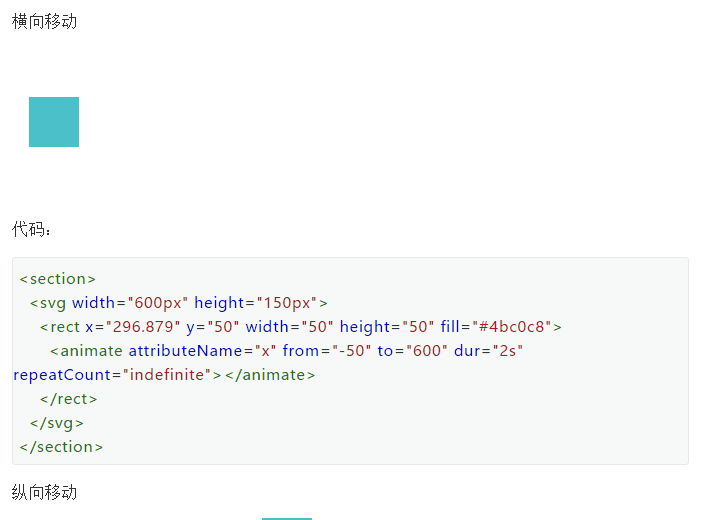 横向移动
代码：
<section>
<svg width="600px" height="150px">
<rect x="296.879" y="50" width="50" height="50" fill="#4bc0c8">
<animate attributeName="x" from="-50" to="600" dur="2s"
repeatCount="indefinite"></animate>
</rect>
</svg>
</section>
纵向移动